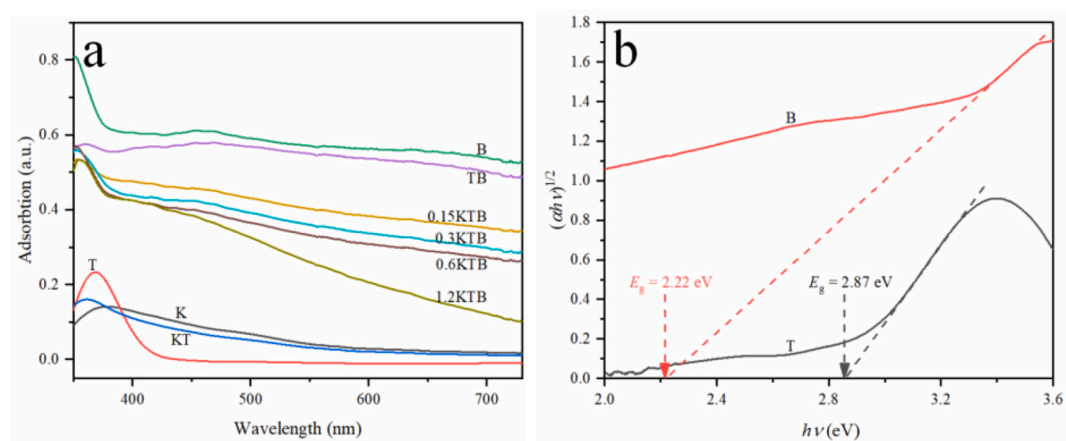 a
0.8
0.6
0.4
0.2
0.0
Adsorbtion (a.u.)
B
TB
0.15KTB
0.3KTB
0.6KTB
1.2KTB
T
K
KT
400
500
600
700
Wavelength (nm)
b
1.8
1.6
1.4
1.2
1.0
0.8
0.6
0.4
0.2
0.0
(αhν)1/2
B
Eg = 2.22 eV
Eg = 2.87 eV
T
2.0
2.4
2.8
3.2
3.6
hν (eV)